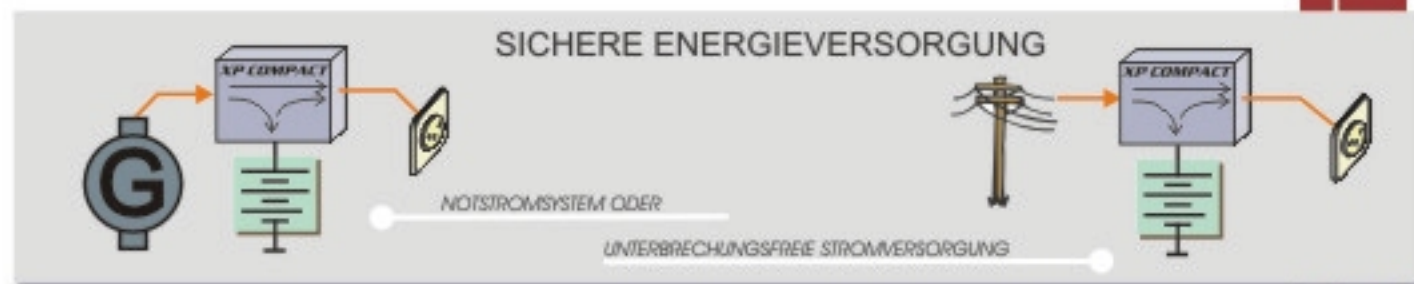 SICHERE ENERGIEVERSORGUNG
XP COMPACT
XP COMPACT
G
NOTSTROMSYSTEM ODER
UNTERBRECHUNGSFREIE STROMVERSORGUNG